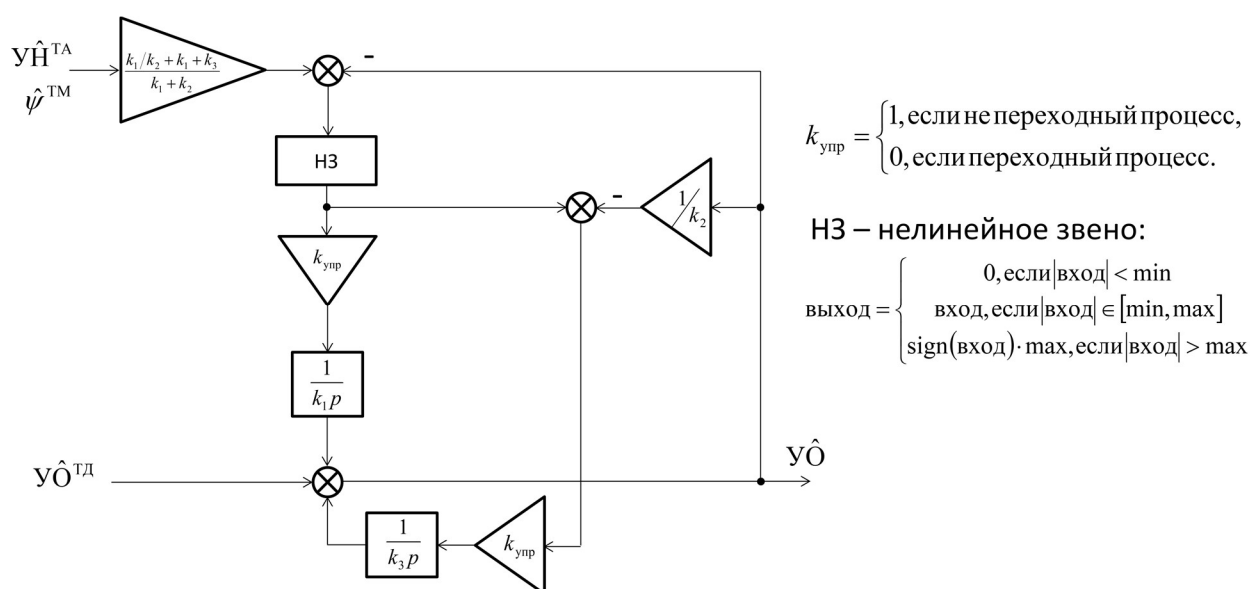 УĤ^ТА
ψ̂^ТМ
(k₁/k₂ + k₁ + k₃)/(k₁ + k₂)
-
НЗ
-
1/k₂
k_упр
1/(k₁p)
УÔ^ТД
УÔ
1/(k₃p)
k_упр
k_упр = { 1, если не переходный процесс,
0, если переходный процесс.
НЗ – нелинейное звено:
0, если |вход| < min
выход = { вход, если |вход| ∈ [min, max]
sign(вход) · max, если |вход| > max